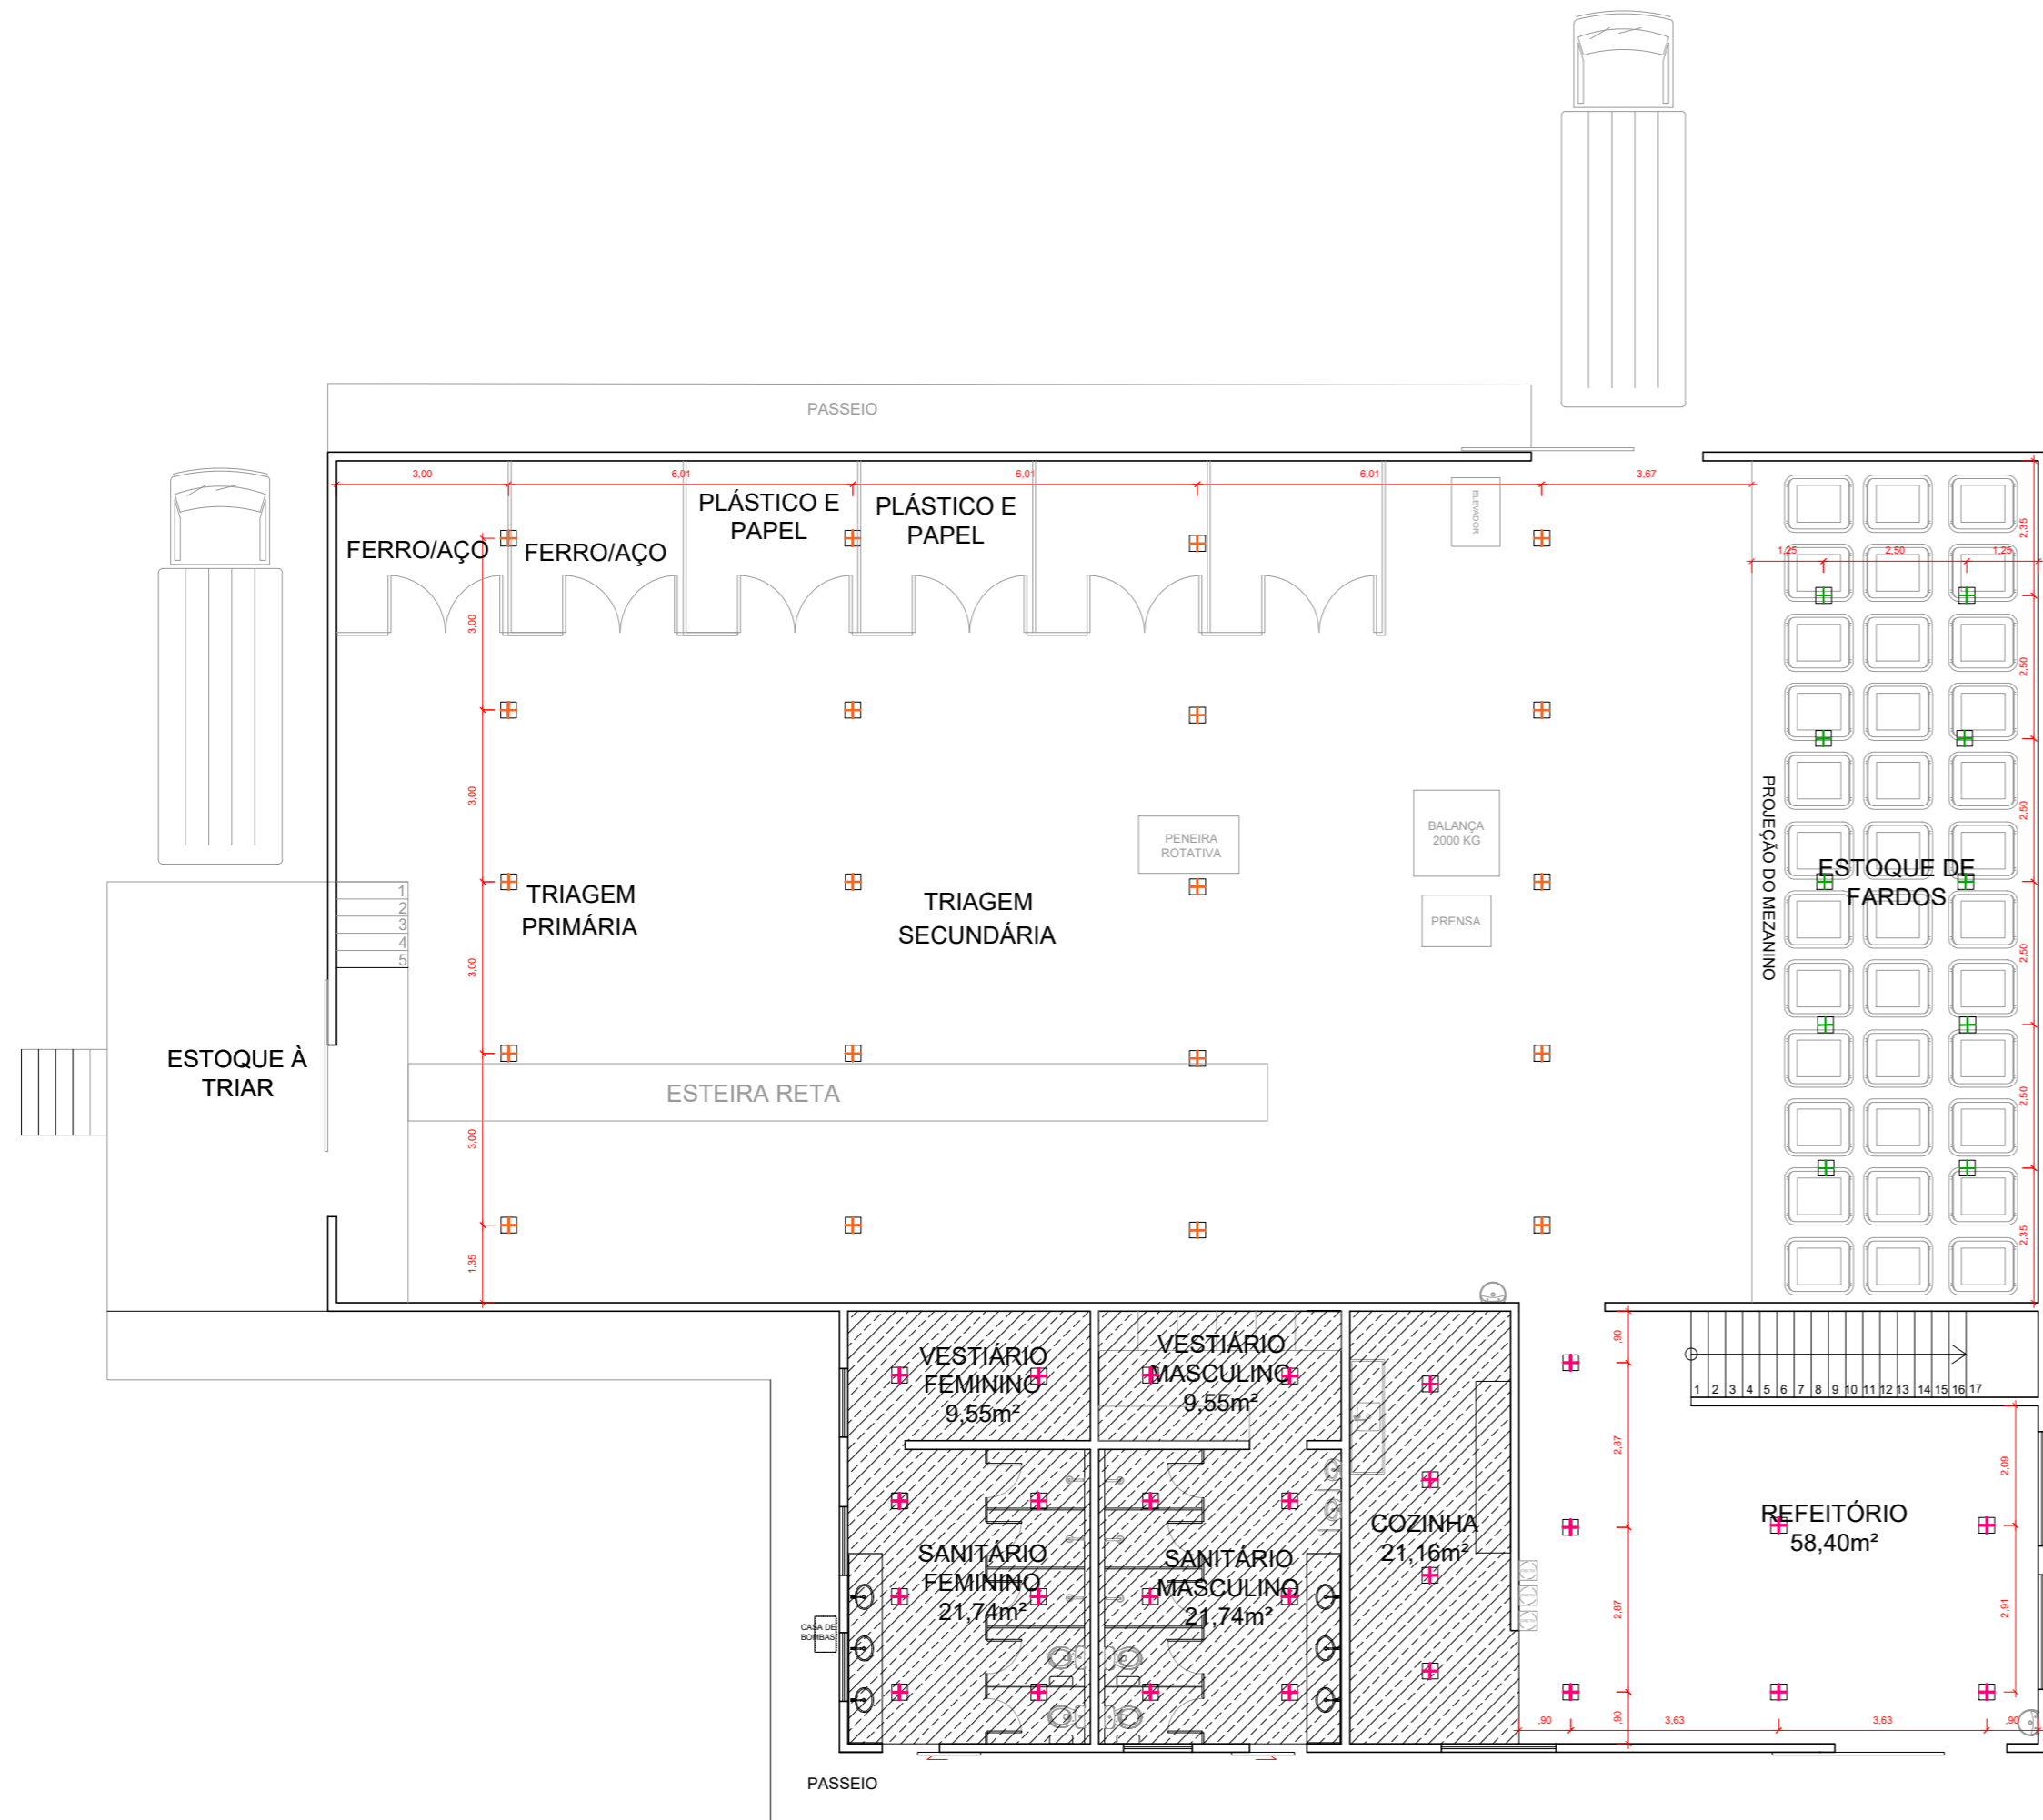 PASSEIO
3,00
6,01
6,01
6,01
3,67
FERRO/AÇO
FERRO/AÇO
PLÁSTICO E
PAPEL
PLÁSTICO E
PAPEL
ELEVADOR
2,35
1,25
2,50
1,25
3,00
2,50
3,00
2,50
PENEIRA
ROTATIVA
BALANÇA
2000 KG
PRENSA
PROJEÇÃO DO MEZANINO
ESTOQUE DE
FARDOS
1
2
3
4
5
TRIAGEM
PRIMÁRIA
TRIAGEM
SECUNDÁRIA
3,00
2,50
ESTOQUE À
TRIAR
ESTEIRA RETA
3,00
2,50
1,35
2,35
VESTIÁRIO
FEMININO
9,55m²
VESTIÁRIO
MASCULINO
9,55m²
,90
1 2 3 4 5 6 7 8 9 10 11 12 13 14 15 16 17
2,87
2,09
SANITÁRIO
FEMININO
21,74m²
SANITÁRIO
MASCULINO
21,74m²
COZINHA
21,16m²
REFEITÓRIO
58,40m²
2,87
2,91
CASA DE
BOMBAS
,90
,90
3,63
3,63
,90
PASSEIO